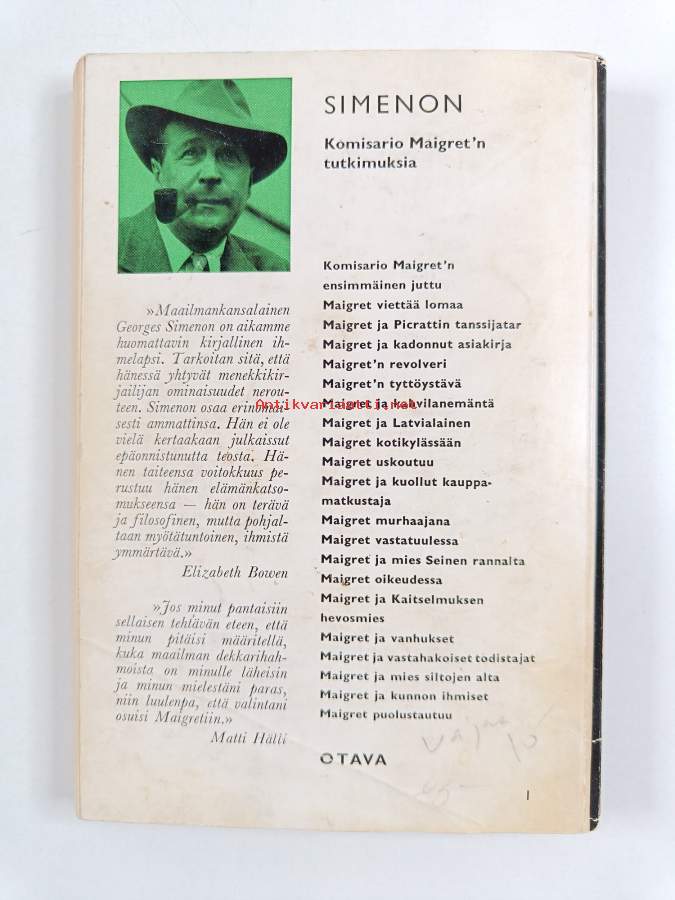 SIMENON
Komisario Maigret'n
tutkimuksia
Komisario Maigret'n
ensimmäinen juttu
Maigret viettää lomaa
Maigret ja Picrattin tanssijatar
Maigret ja kadonnut asiakirja
Maigret'n revolveri
Maigret'n tyttöystävä
Maigret ja kahvilanemäntä
Maigret ja Latvialainen
Maigret kotikylässään
Maigret uskoutuu
Maigret ja kuollut kauppa-
matkustaja
Maigret murhaajana
Maigret vastatuulessa
Maigret ja mies Seinen rannalta
Maigret oikeudessa
Maigret ja Kaitselmuksen
hevosmies
Maigret ja vanhukset
Maigret ja vastahakoiset todistajat
Maigret ja mies siltojen alta
Maigret ja kunnon ihmiset
Maigret puolustautuu
OTAVA
»Maailmankansalainen
Georges Simenon on aikamme
huomattavin kirjallinen ih-
melapsi. Tarkoitan sitä, että
hänessä yhtyvät menekkikir-
jailijan ominaisuudet nerou-
teen. Simenon osaa erinomai-
sesti ammattinsa. Hän ei ole
vielä kertaakaan julkaissut
epäonnistunutta teosta. Hä-
nen taiteensa voitokkuus pe-
rustuu hänen elämänkatso-
mukseensa — hän on terävä
ja filosofinen, mutta pohjal-
taan myötätuntoinen, ihmistä
ymmärtävä.»
Elizabeth Bowen
»Jos minut pantaisiin
sellaisen tehtävän eteen, että
minun pitäisi määritellä,
kuka maailman dekkarihah-
moista on minulle läheisin
ja minun mielestäni paras,
niin luulenpa, että valintani
osuisi Maigretiin.»
Matti Hälli
Antikvariaatti.net
1